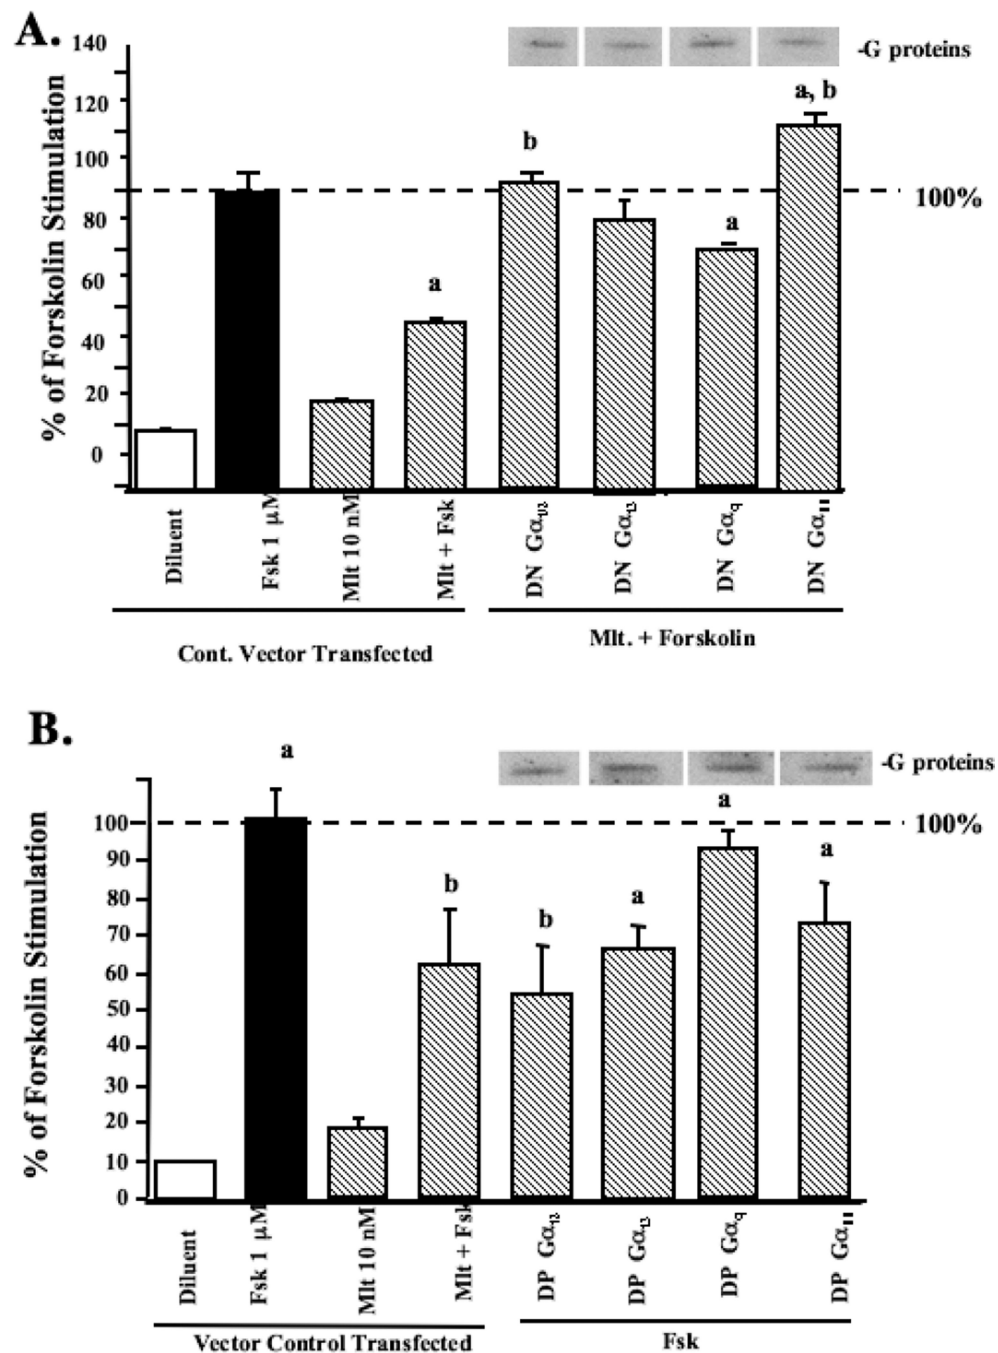 A.
140
120
100
80
60
40
20
0
% of Forskolin Stimulation
-G proteins
a
b
a
a, b
100%
Diluent
Fsk 1 μM
Mlt 10 nM
Mlt + Fsk
DN Gα12
DN Gα13
DN Gαq
DN Gα11
Cont. Vector Transfected
Mlt. + Forskolin
B.
100
90
80
70
60
50
40
30
20
10
0
% of Forskolin Stimulation
-G proteins
a
b
b
a
a
a
100%
Diluent
Fsk 1 μM
Mlt 10 nM
Mlt + Fsk
DP Gα12
DP Gα13
DP Gαq
DP Gα11
Vector Control Transfected
Fsk